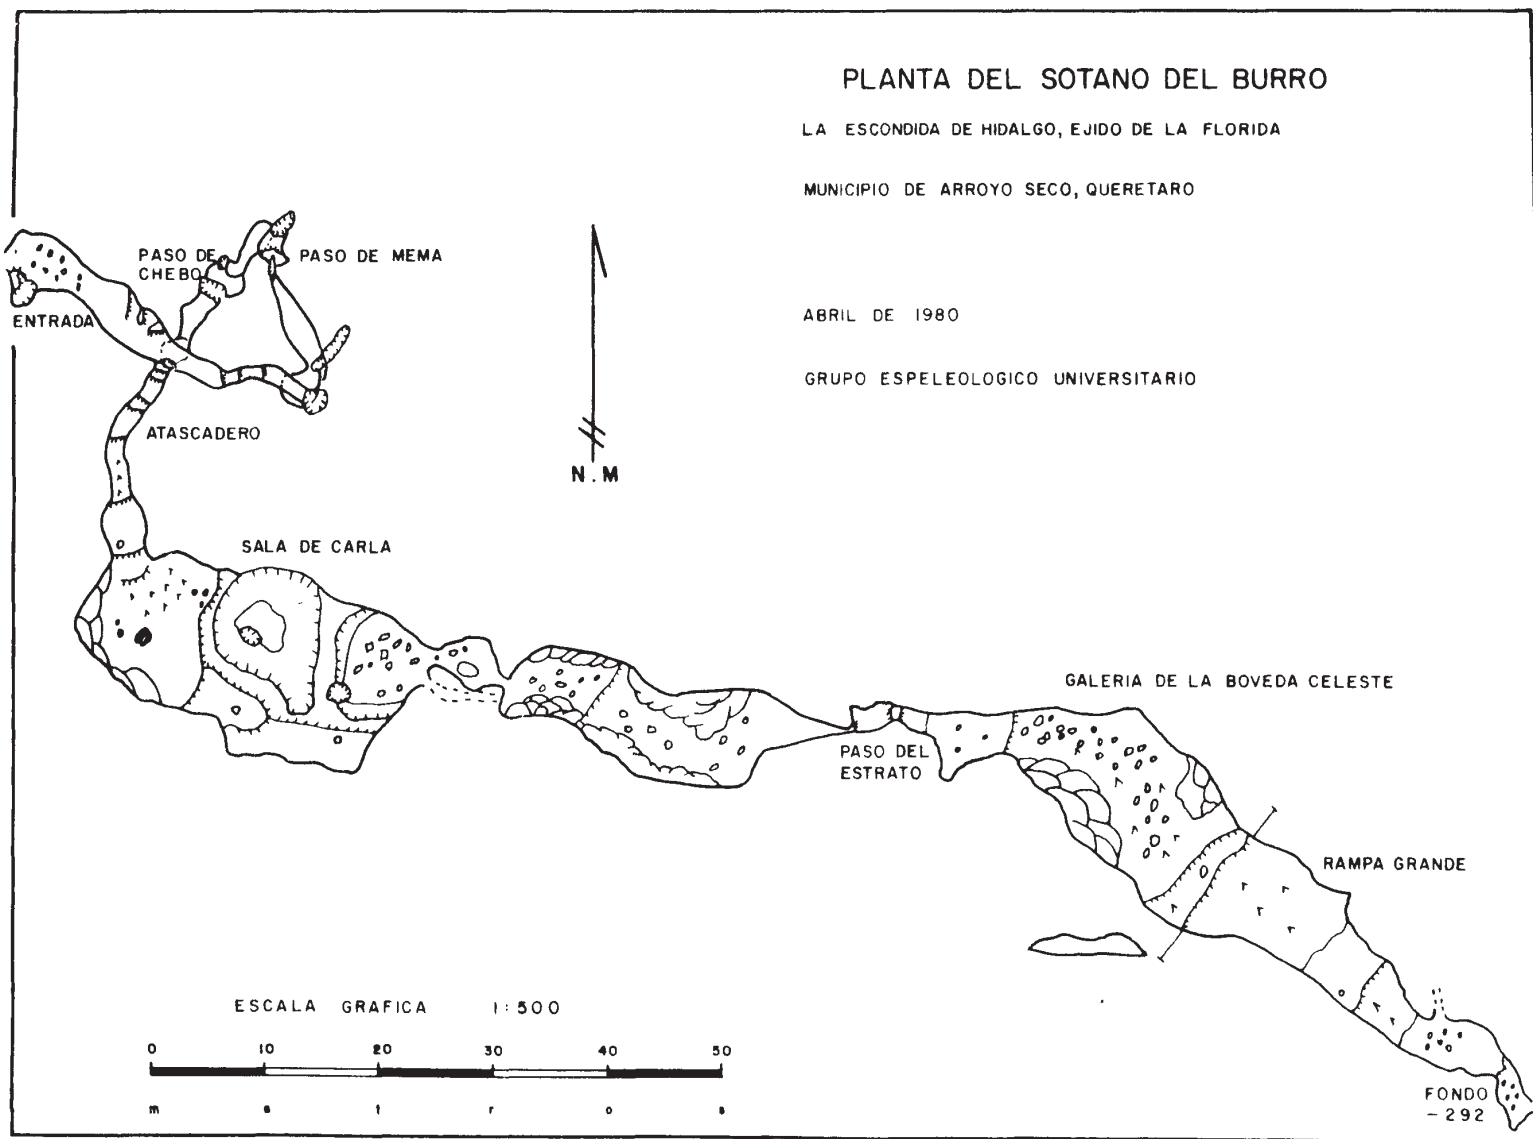 PLANTA DEL SOTANO DEL BURRO
LA ESCONDIDA DE HIDALGO, EJIDO DE LA FLORIDA
MUNICIPIO DE ARROYO SECO, QUERETARO
PASO DE
CHEBO
PASO DE MEMA
ENTRADA
ABRIL DE 1980
GRUPO ESPELEOLOGICO UNIVERSITARIO
ATASCADERO
N.M
SALA DE CARLA
GALERIA DE LA BOVEDA CELESTE
PASO DEL
ESTRATO
RAMPA GRANDE
ESCALA GRAFICA 1:500
0 10 20 30 40 50
m e t r o s
FONDO
-292